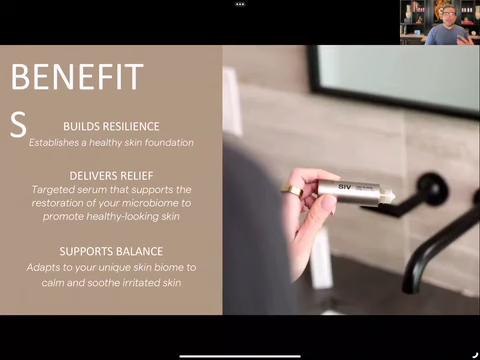 BENEFIT
S
BUILDS RESILIENCE
Establishes a healthy skin foundation
DELIVERS RELIEF
Targeted serum that supports the
restoration of your microbiome to
promote healthy-looking skin
SUPPORTS BALANCE
Adapts to your unique skin biome to
calm and soothe irritated skin
SIV